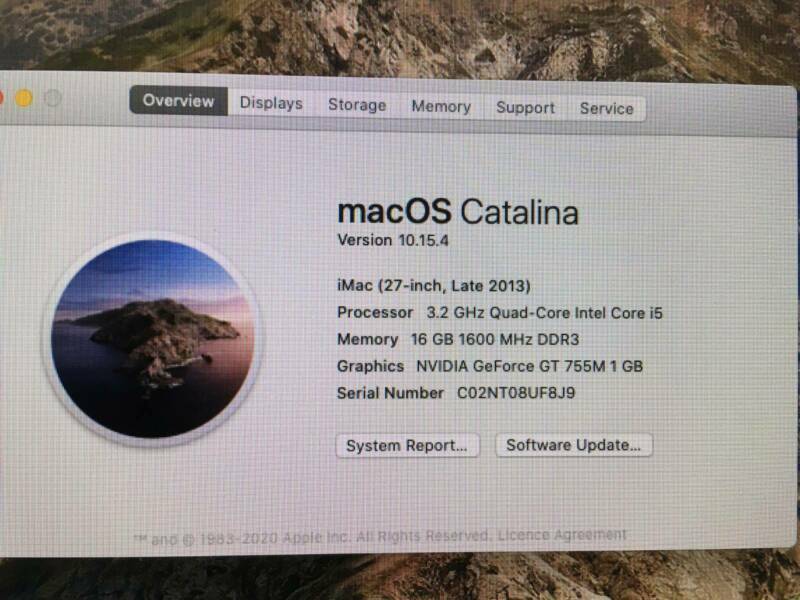 Overview Displays Storage Memory Support Service
macOS Catalina
Version 10.15.4
iMac (27-inch, Late 2013)
Processor 3.2 GHz Quad-Core Intel Core i5
Memory 16 GB 1600 MHz DDR3
Graphics NVIDIA GeForce GT 755M 1 GB
Serial Number C02NT08UF8J9
System Report... Software Update...
™ and © 1983-2020 Apple Inc. All Rights Reserved. Licence Agreement